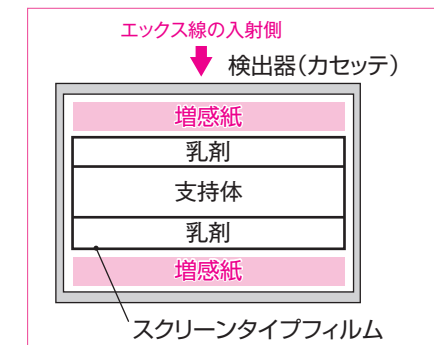 エックス線の入射側
検出器（カセッテ）
増感紙
乳剤
支持体
乳剤
増感紙
スクリーンタイプフィルム